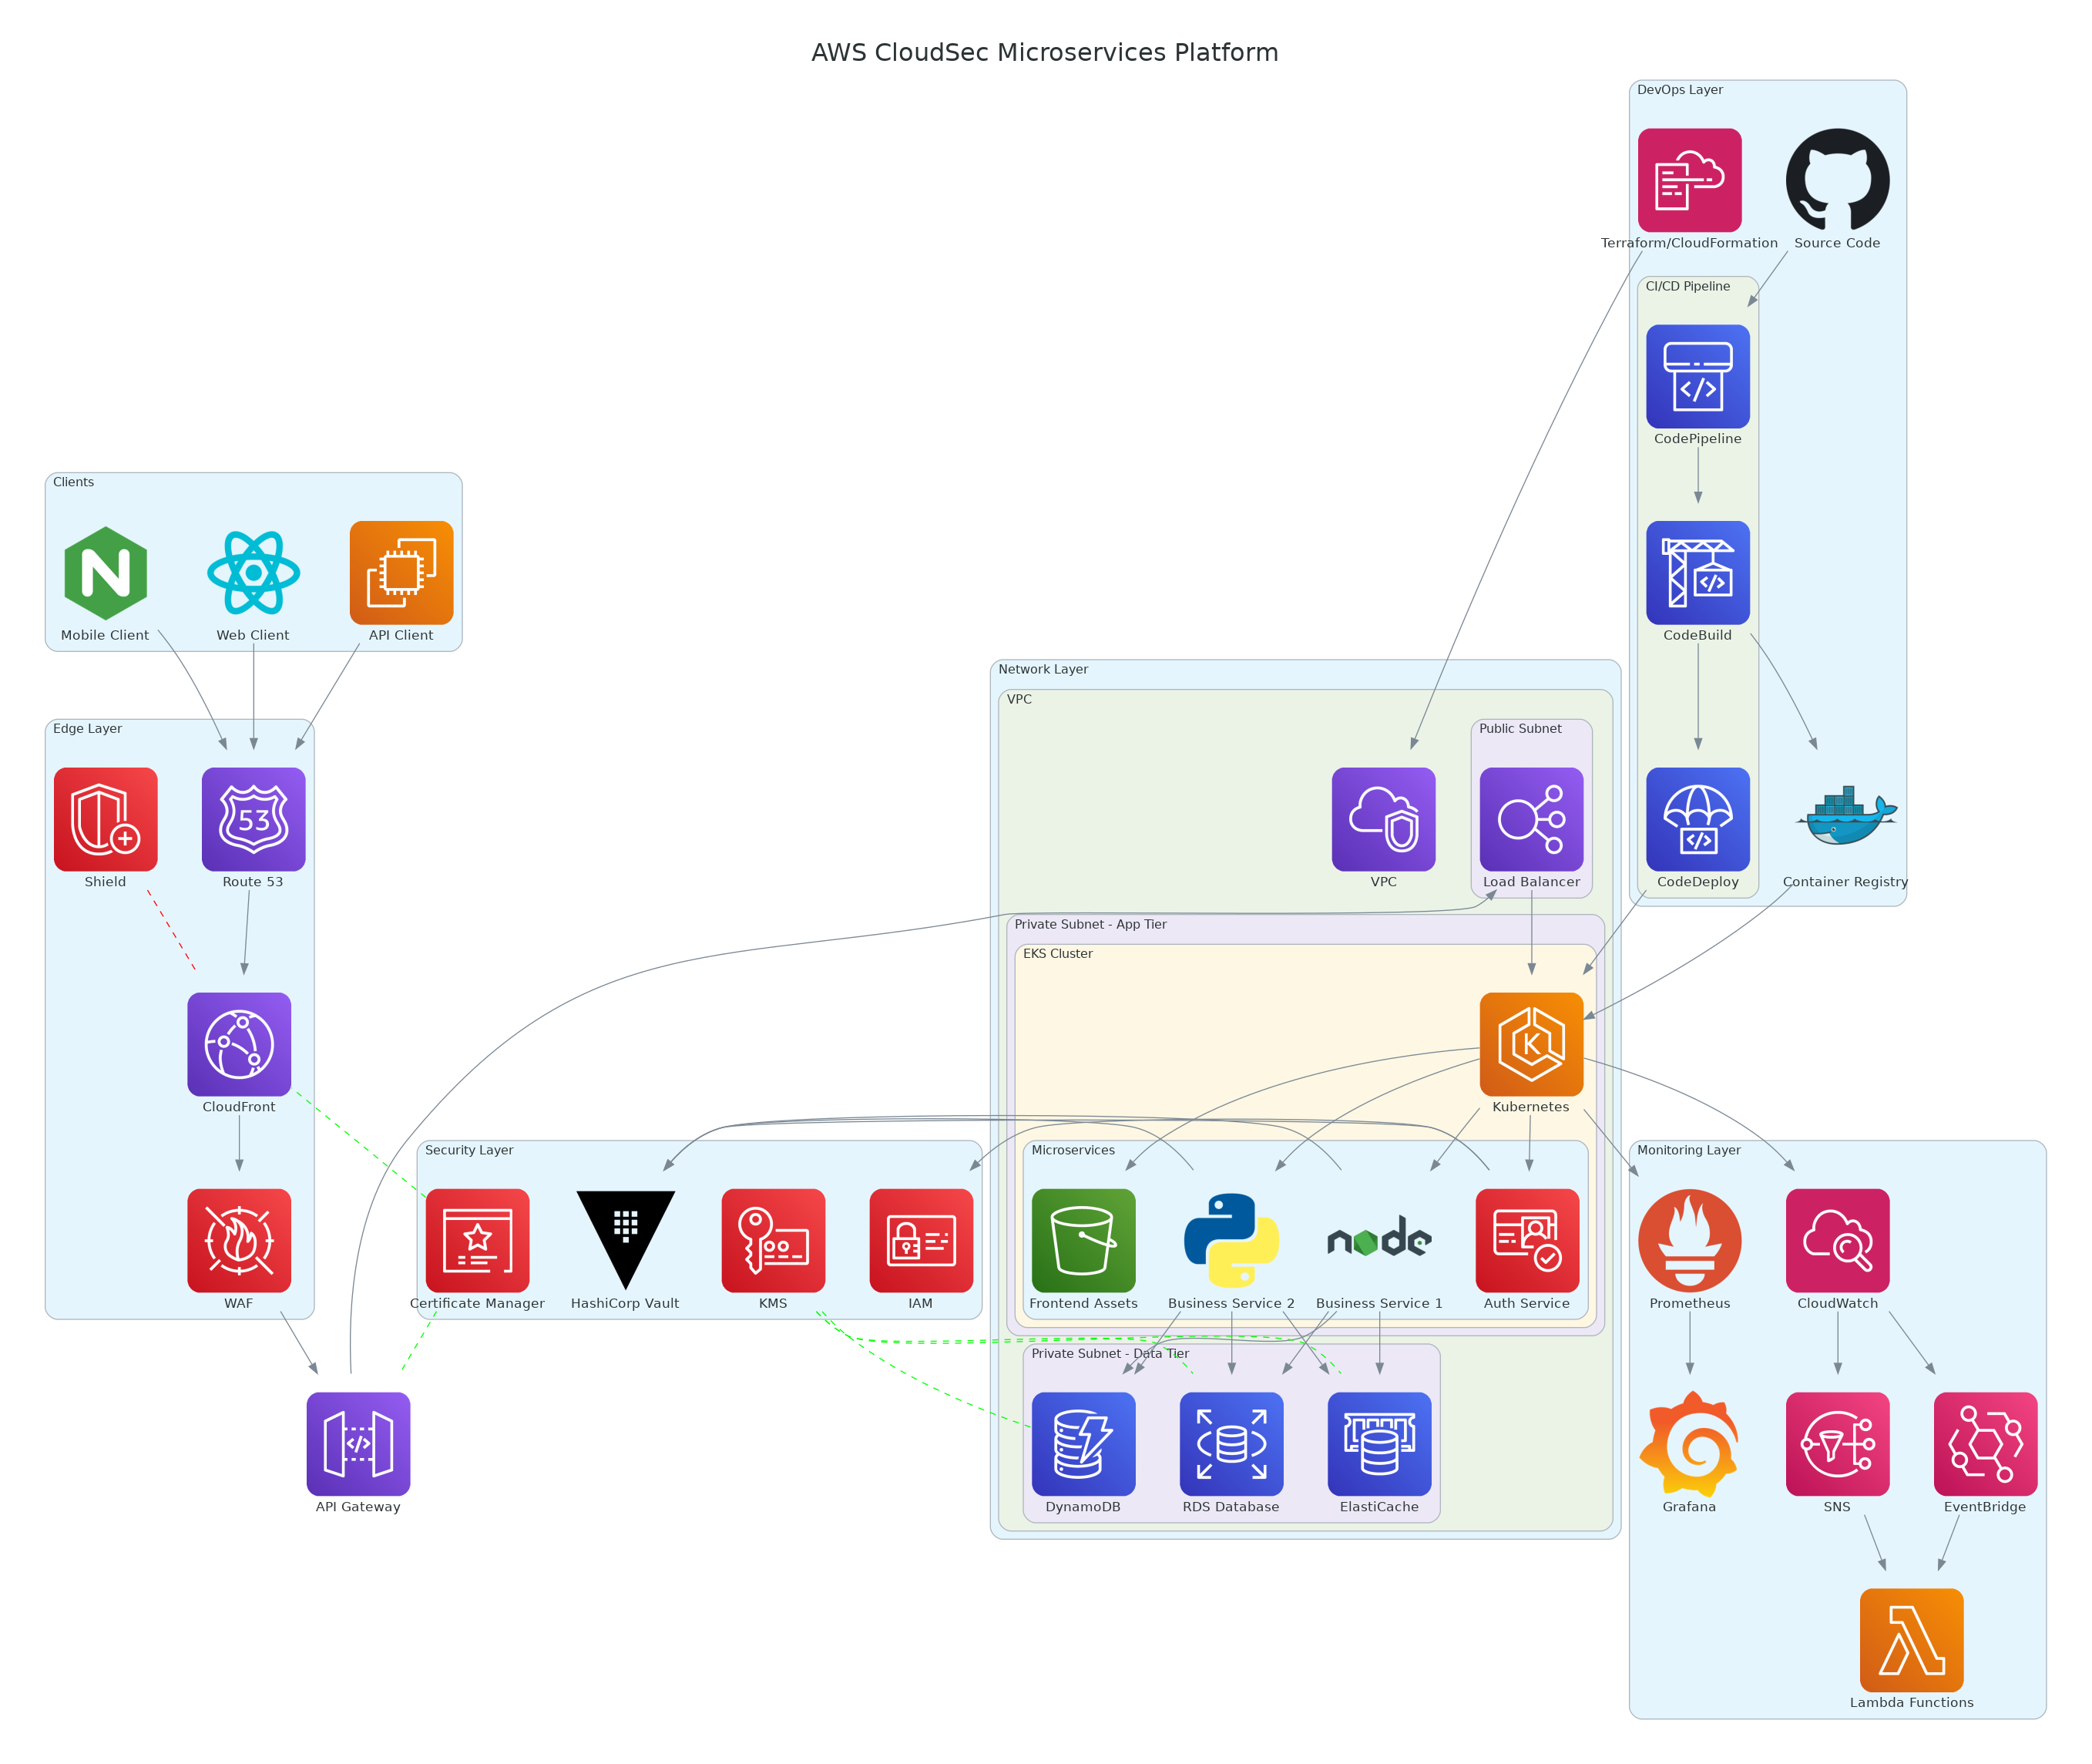 AWS CloudSec Microservices Platform
DevOps Layer
Terraform/CloudFormation
Source Code
CI/CD Pipeline
CodePipeline
CodeBuild
CodeDeploy
Container Registry
Clients
Mobile Client
Web Client
API Client
Edge Layer
Shield
53
Route 53
CloudFront
WAF
API Gateway
Network Layer
VPC
VPC
Public Subnet
Load Balancer
Private Subnet - App Tier
EKS Cluster
K
Kubernetes
Security Layer
Certificate Manager
HashiCorp Vault
KMS
IAM
Microservices
Frontend Assets
Business Service 2
node
Business Service 1
Auth Service
Private Subnet - Data Tier
DynamoDB
RDS Database
ElastiCache
Monitoring Layer
Prometheus
CloudWatch
Grafana
SNS
EventBridge
Lambda Functions